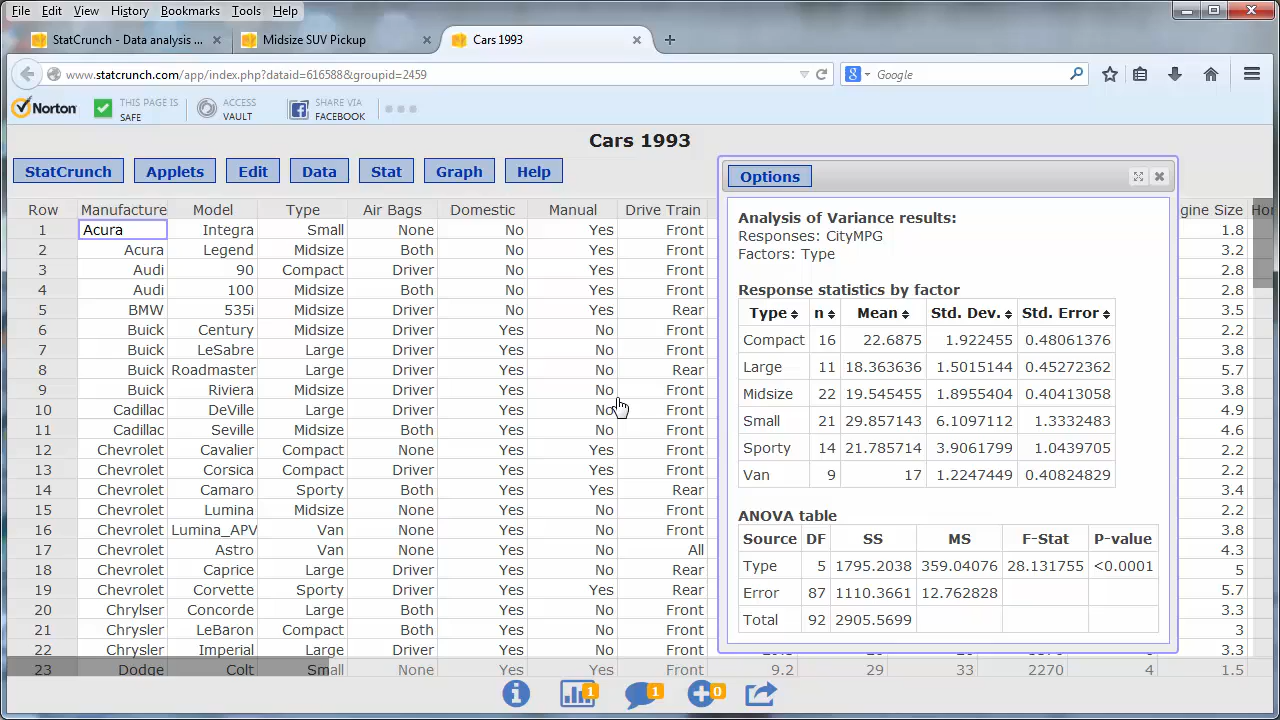 File Edit View History Bookmarks Tools Help
StatCrunch - Data analysis ... Midsize SUV Pickup Cars 1993
www.statcrunch.com/app/index.php?dataid=616588&groupid=2459 Google
Norton THIS PAGE IS SAFE ACCESS VAULT SHARE VIA FACEBOOK
Cars 1993
StatCrunch Applets Edit Data Stat Graph Help
Row Manufacture Model Type Air Bags Domestic Manual Drive Train gine Size Hor
1 Acura Integra Small None No Yes Front 1.8
2 Acura Legend Midsize Both No Yes Front 3.2
3 Audi 90 Compact Driver No Yes Front 2.8
4 Audi 100 Midsize Both No Yes Front 2.8
5 BMW 535i Midsize Driver No Yes Rear 3.5
6 Buick Century Midsize Driver Yes No Front 2.2
7 Buick LeSabre Large Driver Yes No Front 3.8
8 Buick Roadmaster Large Driver Yes No Rear 5.7
9 Buick Riviera Midsize Driver Yes No Front 3.8
10 Cadillac DeVille Large Driver Yes No Front 4.9
11 Cadillac Seville Midsize Both Yes No Front 4.6
12 Chevrolet Cavalier Compact None Yes Yes Front 2.2
13 Chevrolet Corsica Compact Driver Yes Yes Front 2.2
14 Chevrolet Camaro Sporty Both Yes Yes Rear 3.4
15 Chevrolet Lumina Midsize None Yes No Front 2.2
16 Chevrolet Lumina_APV Van None Yes No Front 3.8
17 Chevrolet Astro Van Driver Yes No All 4.3
18 Chevrolet Caprice Large Driver Yes No Rear 5
19 Chevrolet Corvette Sporty Driver Yes Yes Rear 5.7
20 Chrylser Concorde Large Both Yes No Front 3.3
21 Chrysler LeBaron Compact Both Yes No Front 3
22 Chrysler Imperial Large Driver Yes No Front 3.3
23 Dodge Colt Small None Yes Yes Front 9.2 29 33 2270 4 1.5
Options
Analysis of Variance results:
Responses: CityMPG
Factors: Type
Response statistics by factor
Type n Mean Std. Dev. Std. Error
Compact 16 22.6875 1.922455 0.48061376
Large 11 18.363636 1.5015144 0.45272362
Midsize 22 19.545455 1.8955404 0.40413058
Small 21 29.857143 6.1097112 1.3332483
Sporty 14 21.785714 3.9061799 1.0439705
Van 9 17 1.2247449 0.40824829
ANOVA table
Source DF SS MS F-Stat P-value
Type 5 1795.2038 359.04076 28.131755 <0.0001
Error 87 1110.3661 12.762828
Total 92 2905.5699
1 1 0